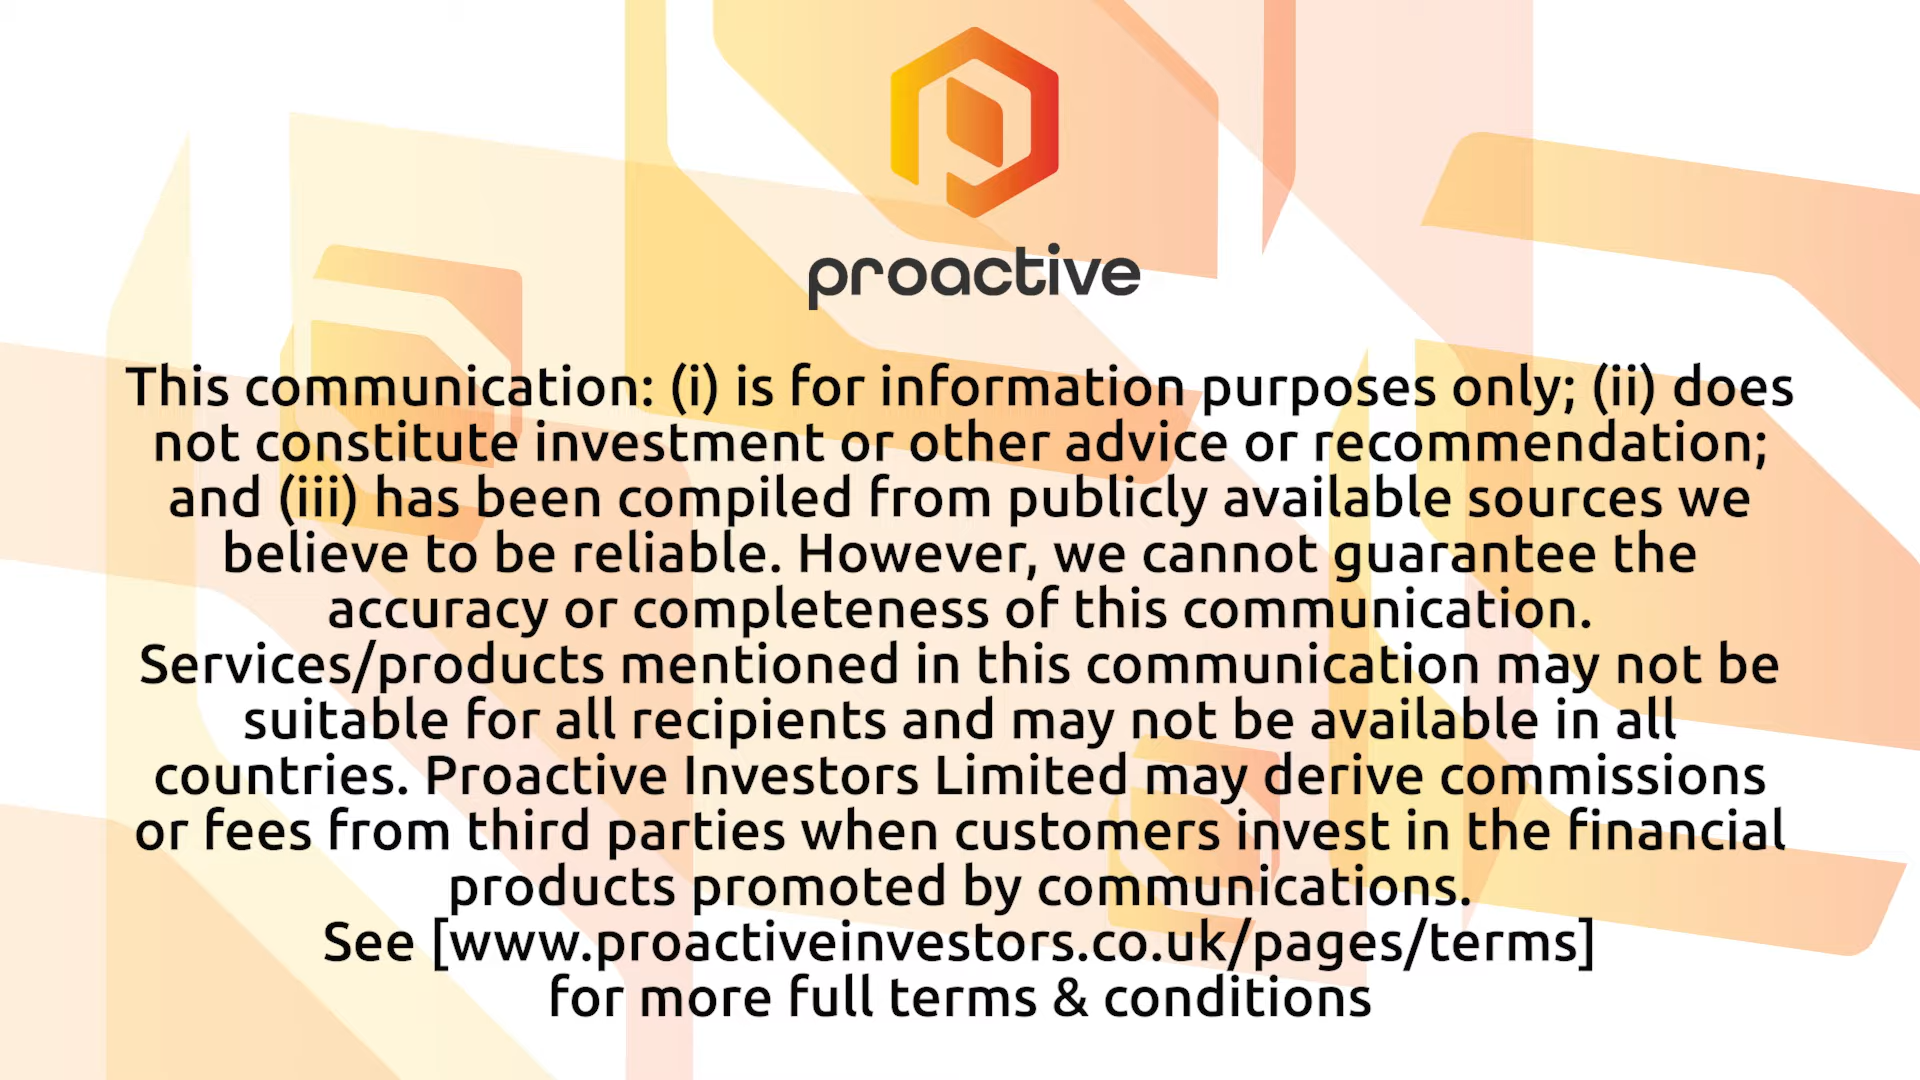 proactive
This communication: (i) is for information purposes only; (ii) does
not constitute investment or other advice or recommendation;
and (iii) has been compiled from publicly available sources we
believe to be reliable. However, we cannot guarantee the
accuracy or completeness of this communication.
Services/products mentioned in this communication may not be
suitable for all recipients and may not be available in all
countries. Proactive Investors Limited may derive commissions
or fees from third parties when customers invest in the financial
products promoted by communications.
See [www.proactiveinvestors.co.uk/pages/terms]
for more full terms & conditions